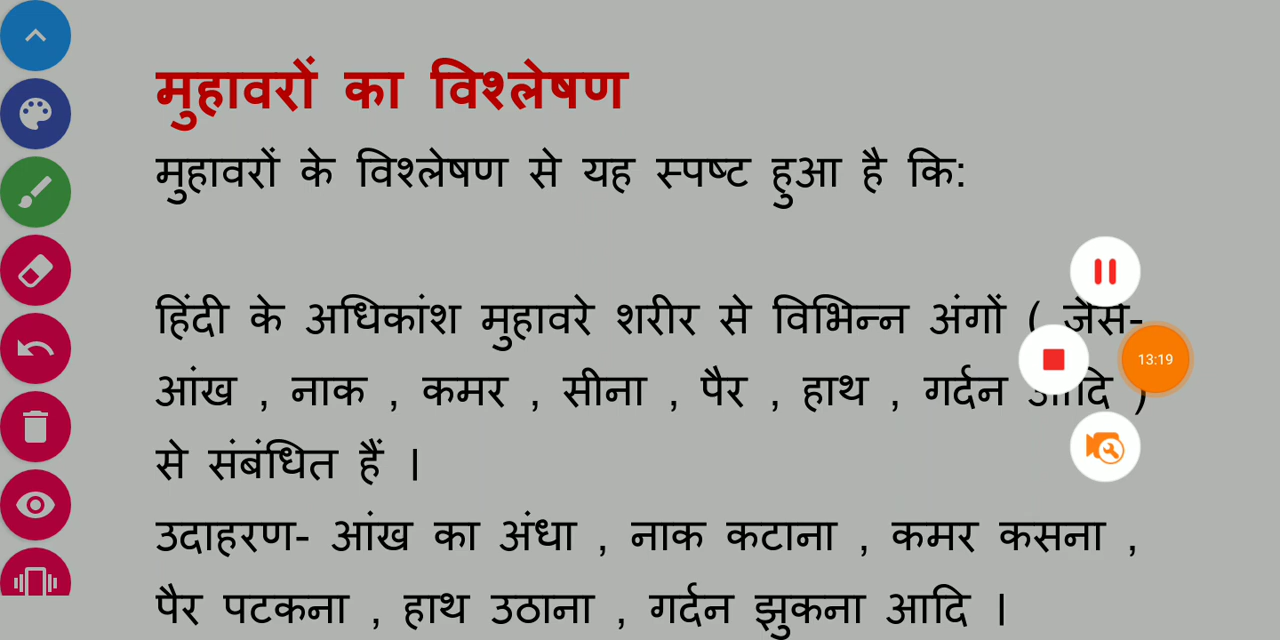 मुहावरों का विश्लेषण
मुहावरों के विश्लेषण से यह स्पष्ट हुआ है कि:
हिंदी के अधिकांश मुहावरे शरीर से विभिन्न अंगों ( जैसे-
आंख , नाक , कमर , सीना , पैर , हाथ , गर्दन आदि )
13:19
से संबंधित हैं ।
उदाहरण- आंख का अंधा , नाक कटाना , कमर कसना ,
पैर पटकना , हाथ उठाना , गर्दन झुकना आदि ।